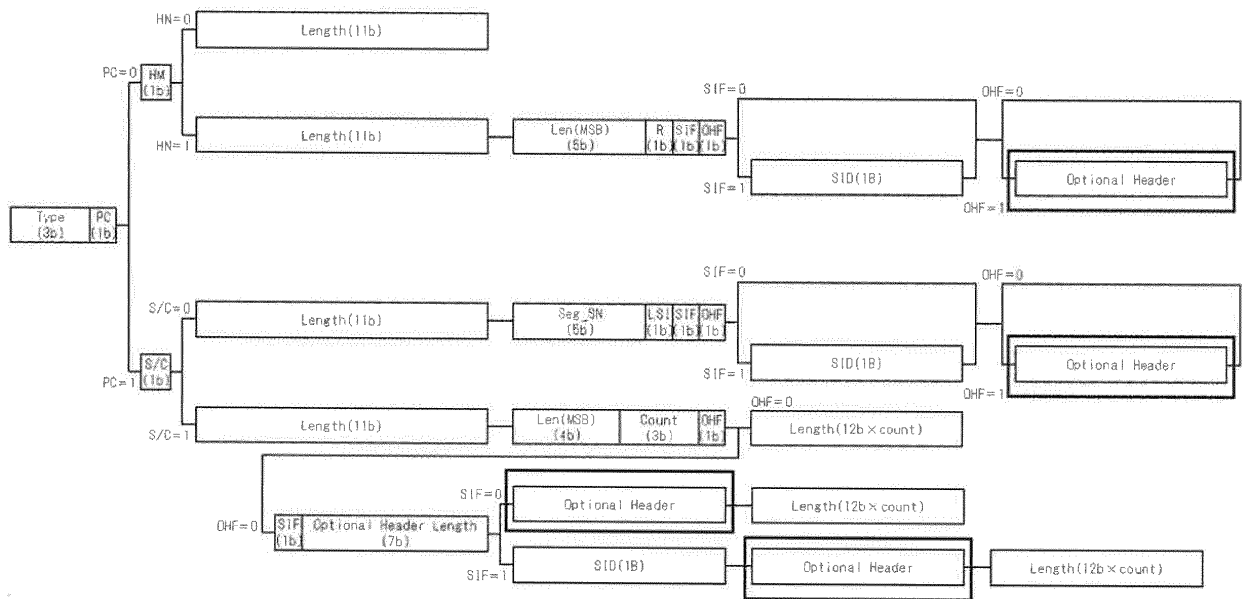 HN=0
Length(11b)
PC=0
HM
(1b)
HN=1
Length(11b)
Len(MSB)
(5b)
R
(1b)
SIF
(1b)
OHF
(1b)
SIF=0
SIF=1
SID(1B)
OHF=0
OHF=1
Optional Header
Type
(3b)
PC
(1b)
S/C=0
Length(11b)
Seg_SN
(5b)
LSI
(1b)
SIF
(1b)
OHF
(1b)
SIF=0
SIF=1
SID(1B)
OHF=0
OHF=1
Optional Header
PC=1
S/C
(1b)
S/C=1
Length(11b)
Len(MSB)
(4b)
Count
(3b)
OHF
(1b)
OHF=0
Length(12b×count)
OHF=0
SIF
(1b)
Optional Header Length
(7b)
SIF=0
Optional Header
Length(12b×count)
SIF=1
SID(1B)
Optional Header
Length(12b×count)